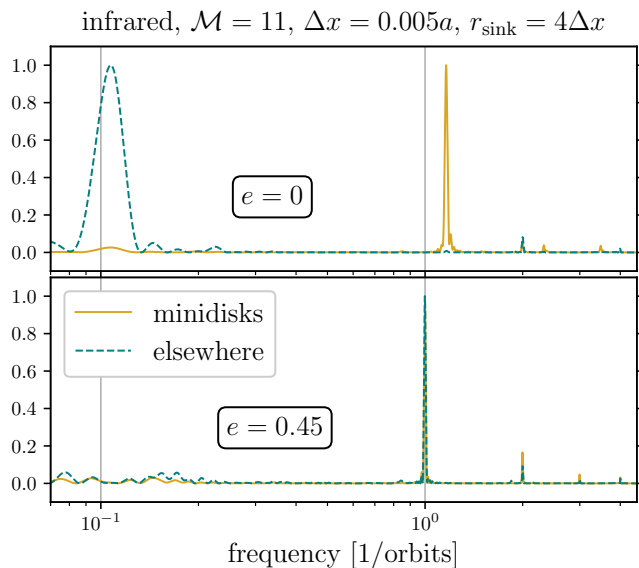 infrared, ℳ = 11, Δx = 0.005a, r_sink = 4Δx
1.0
0.8
0.6
0.4
0.2
0.0
e = 0
1.0
0.8
0.6
0.4
0.2
0.0
minidisks
elsewhere
e = 0.45
10⁻¹ 10⁰
frequency [1/orbits]